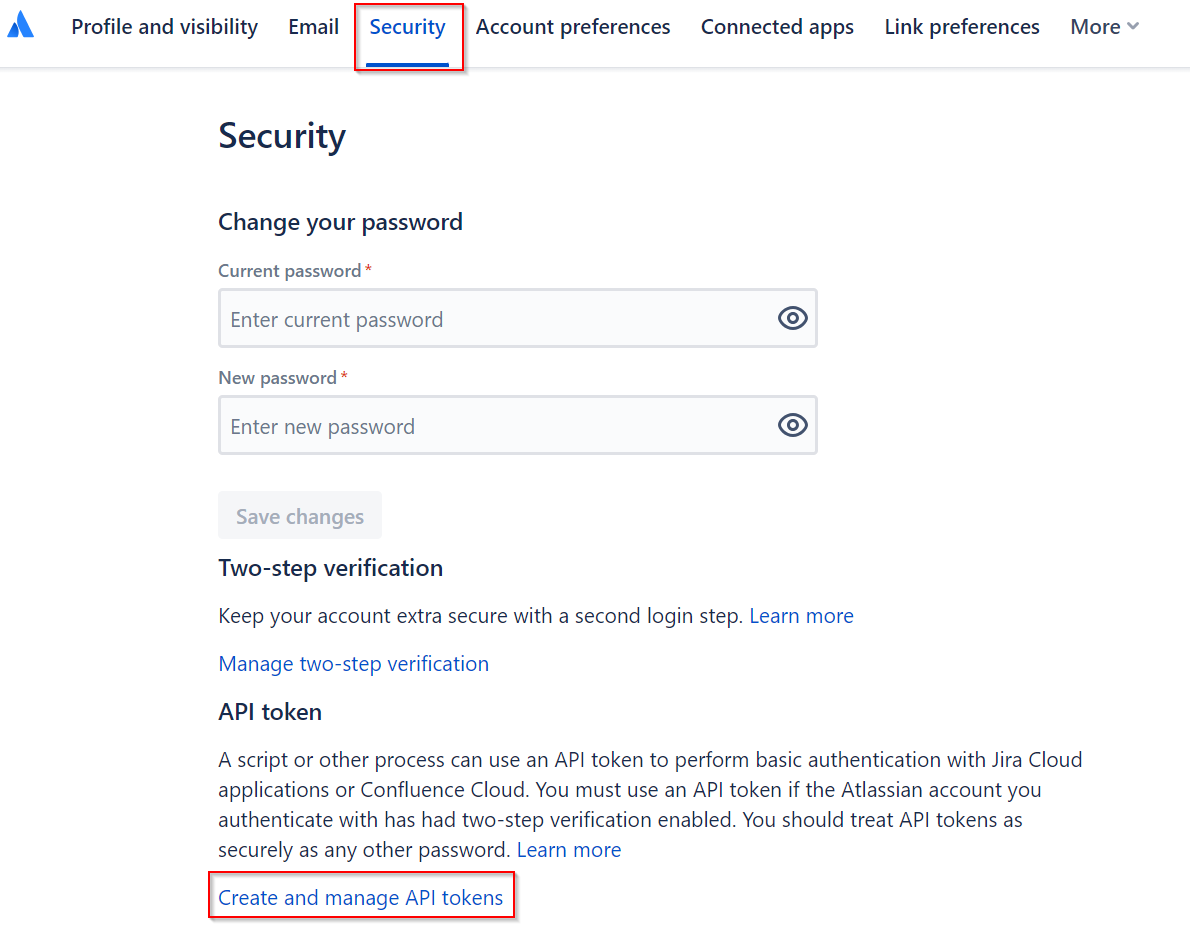 Profile and visibility Email Security Account preferences Connected apps Link preferences More
Security
Change your password
Current password *
Enter current password
New password *
Enter new password
Save changes
Two-step verification
Keep your account extra secure with a second login step. Learn more
Manage two-step verification
API token
A script or other process can use an API token to perform basic authentication with Jira Cloud
applications or Confluence Cloud. You must use an API token if the Atlassian account you
authenticate with has had two-step verification enabled. You should treat API tokens as
securely as any other password. Learn more
Create and manage API tokens